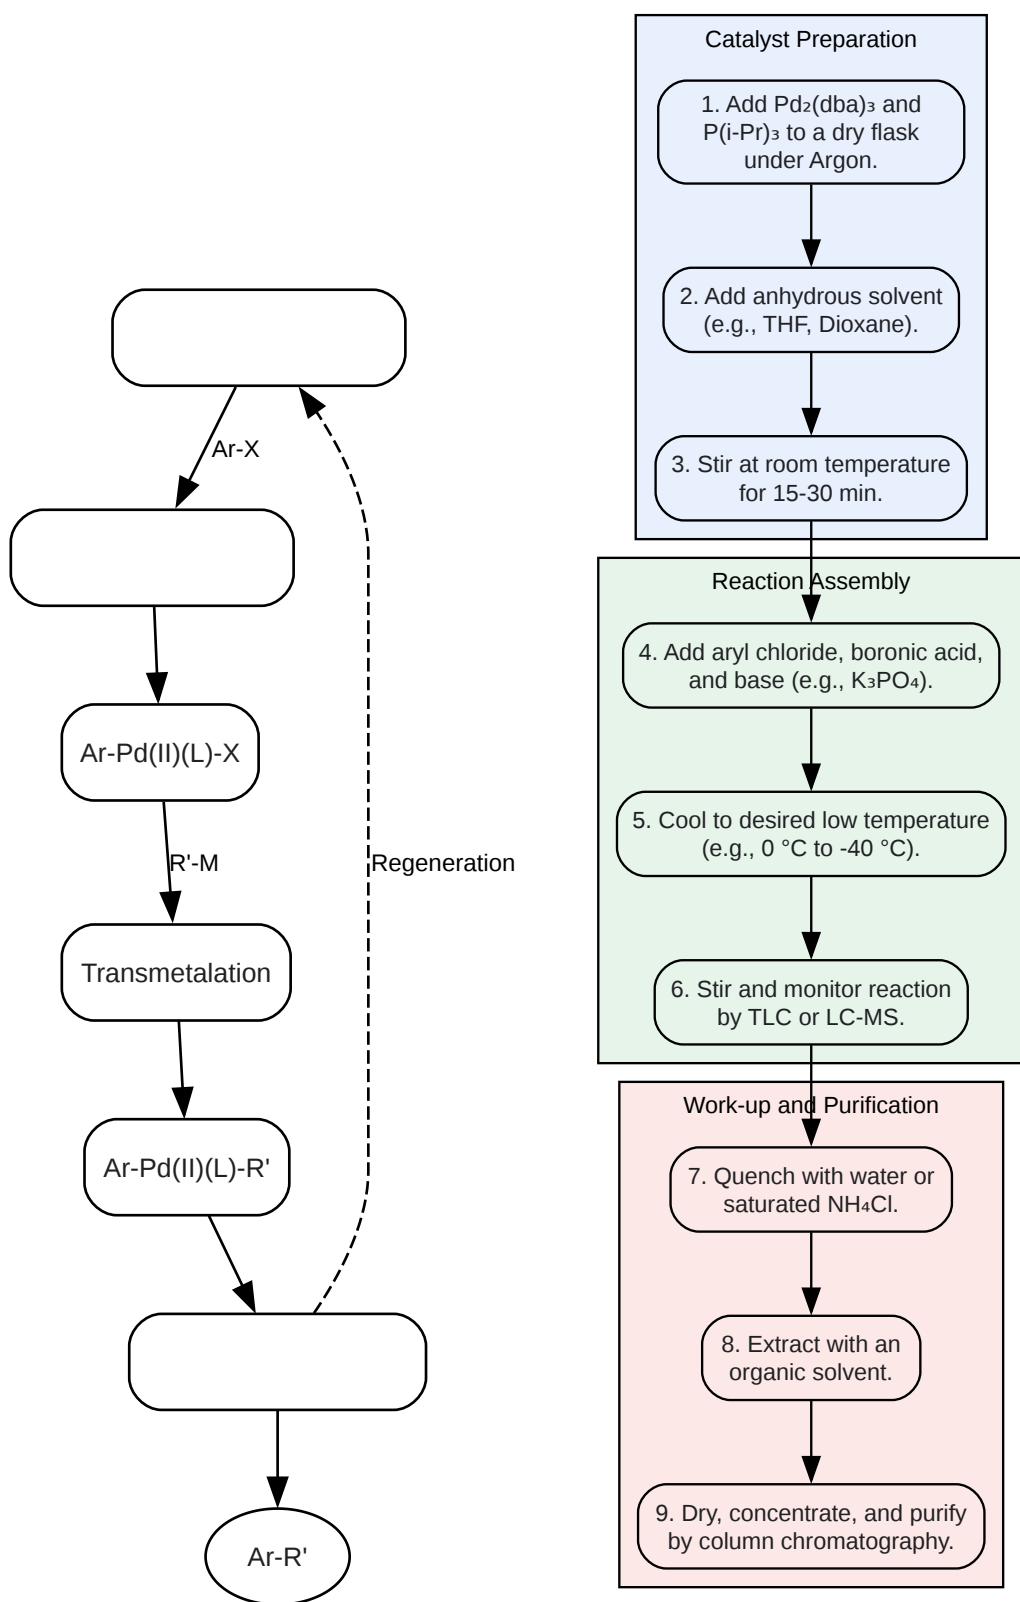 Ar-X
Ar-Pd(II)(L)-X
R'-M
Regeneration
Transmetalation
Ar-Pd(II)(L)-R'
Ar-R'
Catalyst Preparation
1. Add Pd₂(dba)₃ and
P(i-Pr)₃ to a dry flask
under Argon.
2. Add anhydrous solvent
(e.g., THF, Dioxane).
3. Stir at room temperature
for 15-30 min.
Reaction Assembly
4. Add aryl chloride, boronic acid,
and base (e.g., K₃PO₄).
5. Cool to desired low temperature
(e.g., 0 °C to -40 °C).
6. Stir and monitor reaction
by TLC or LC-MS.
Work-up and Purification
7. Quench with water or
saturated NH₄Cl.
8. Extract with an
organic solvent.
9. Dry, concentrate, and purify
by column chromatography.